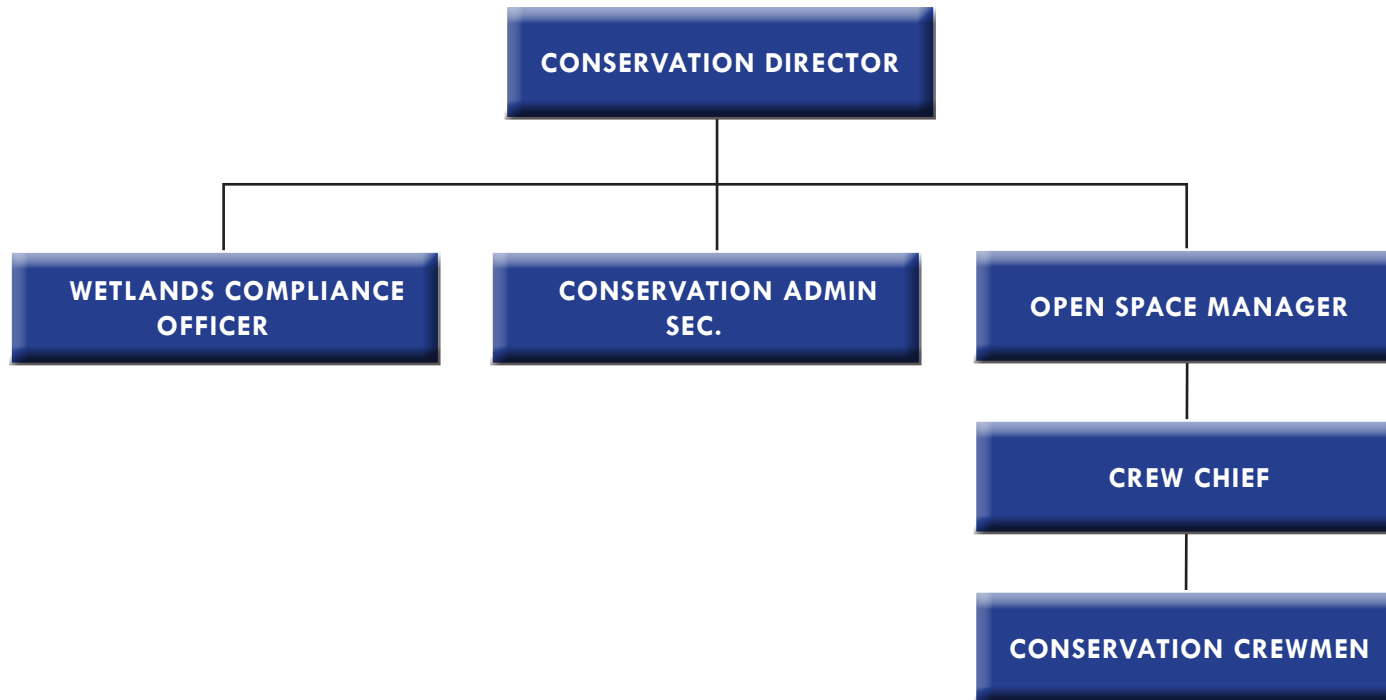 CONSERVATION DIRECTOR
WETLANDS COMPLIANCE
OFFICER
CONSERVATION ADMIN
SEC.
OPEN SPACE MANAGER
CREW CHIEF
CONSERVATION CREWMEN